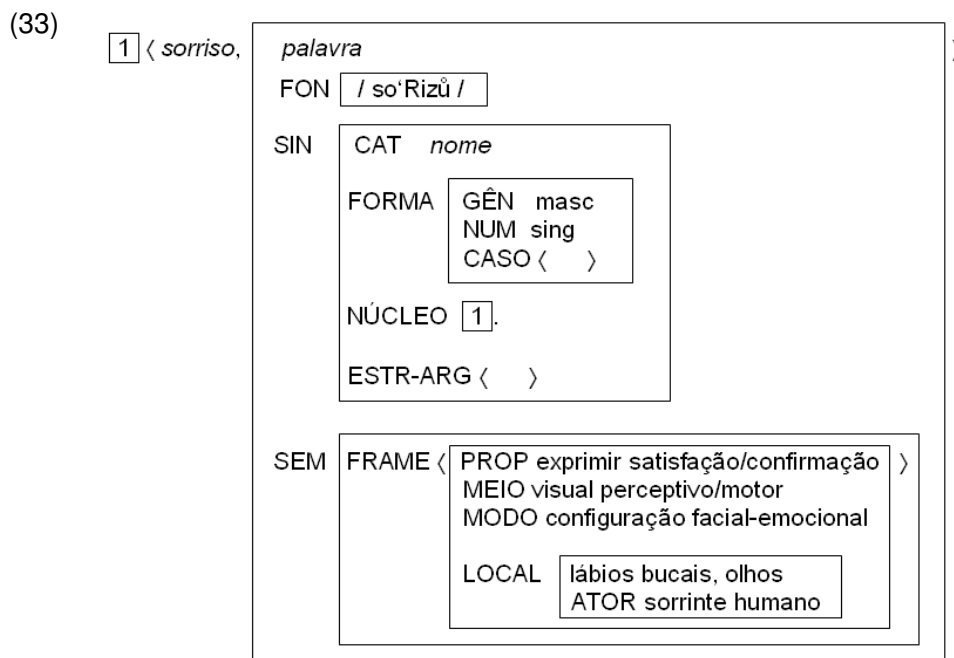 (33)
1 〈 sorriso, palavra 〉
FON / so‘Rizů /
SIN CAT nome
FORMA GÊN masc
NUM sing
CASO 〈 〉
NÚCLEO 1.
ESTR-ARG 〈 〉
SEM FRAME 〈 PROP exprimir satisfação/confirmação 〉
MEIO visual perceptivo/motor
MODO configuração facial-emocional
LOCAL lábios bucais, olhos
ATOR sorrinte humano